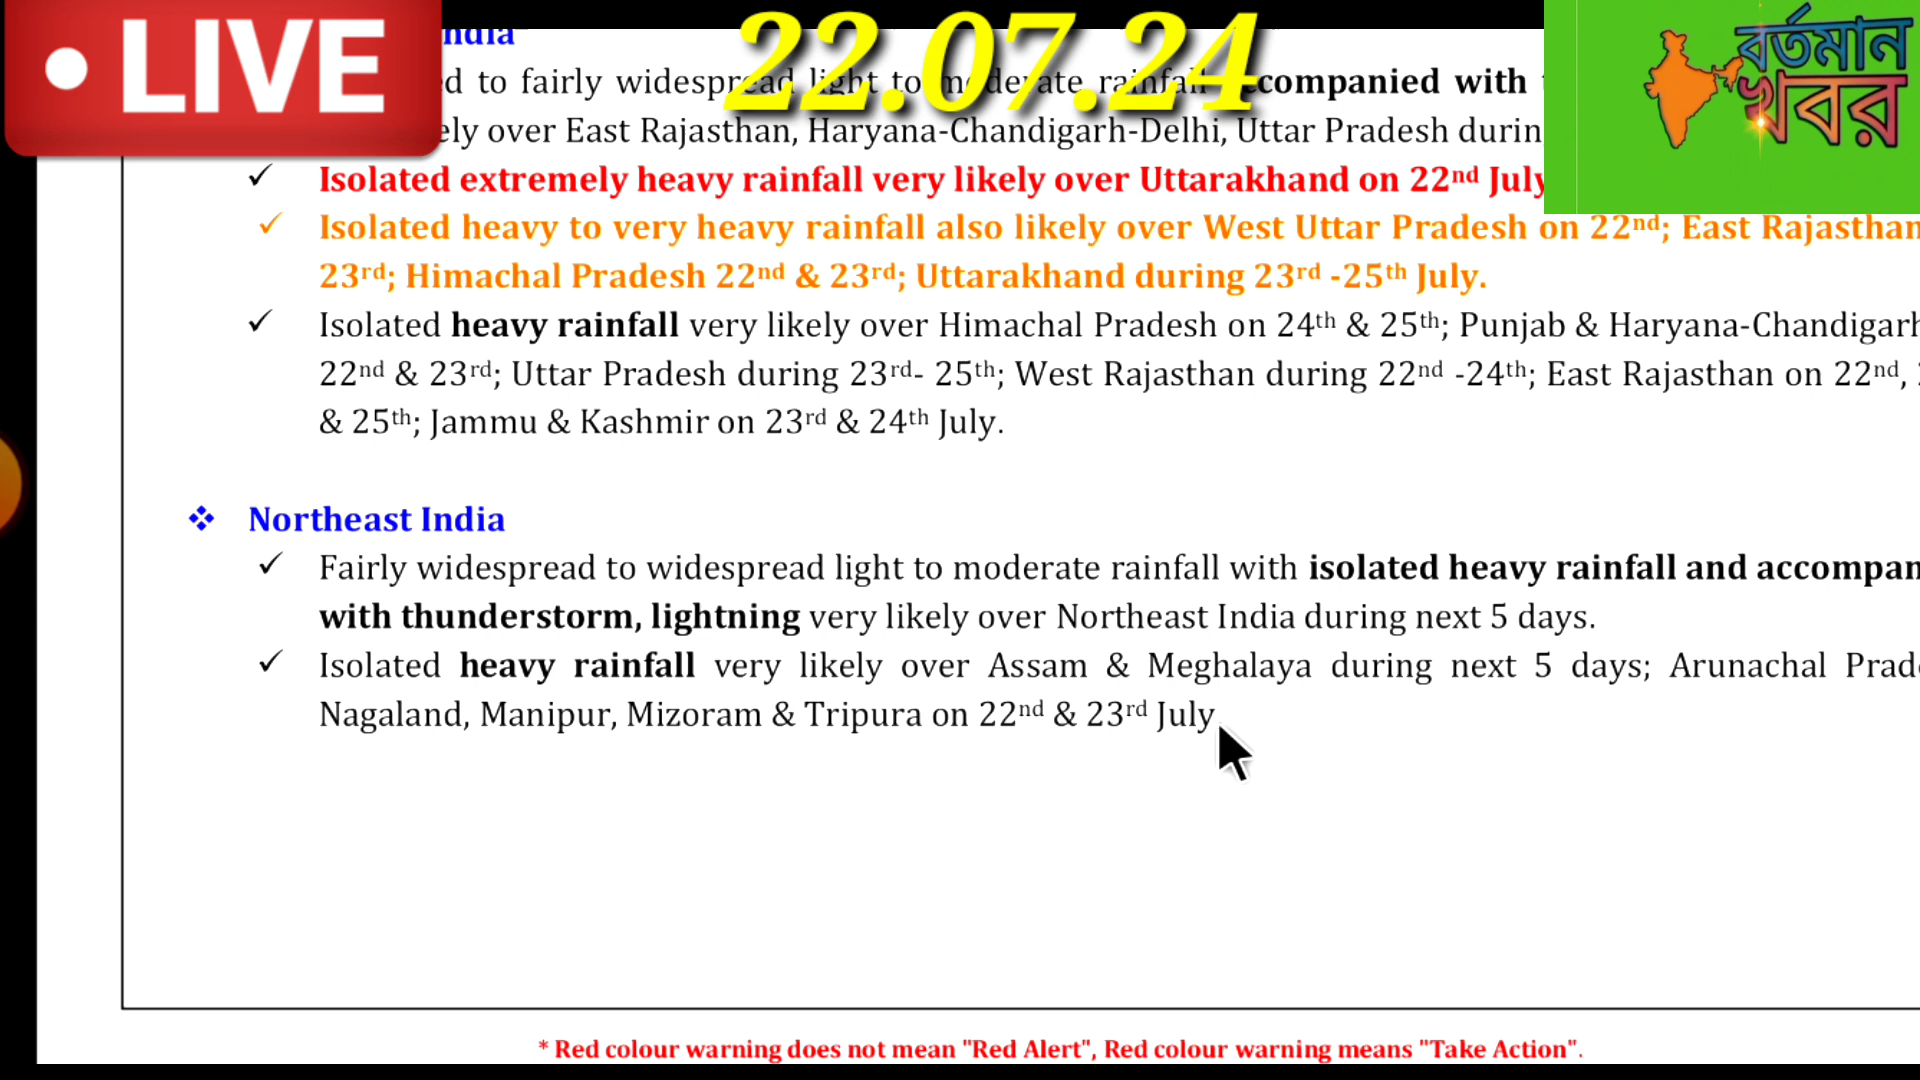 LIVE
22.07.24
বর্তমান
খবর
ndia
ed to fairly widespread light to moderate rainfall accompanied with
ely over East Rajasthan, Haryana-Chandigarh-Delhi, Uttar Pradesh durin
✓ Isolated extremely heavy rainfall very likely over Uttarakhand on 22nd July
✓ Isolated heavy to very heavy rainfall also likely over West Uttar Pradesh on 22nd; East Rajasthan
23rd; Himachal Pradesh 22nd & 23rd; Uttarakhand during 23rd -25th July.
✓ Isolated heavy rainfall very likely over Himachal Pradesh on 24th & 25th; Punjab & Haryana-Chandigarh
22nd & 23rd; Uttar Pradesh during 23rd- 25th; West Rajasthan during 22nd -24th; East Rajasthan on 22nd,
& 25th; Jammu & Kashmir on 23rd & 24th July.
❖ Northeast India
✓ Fairly widespread to widespread light to moderate rainfall with isolated heavy rainfall and accompan
with thunderstorm, lightning very likely over Northeast India during next 5 days.
✓ Isolated heavy rainfall very likely over Assam & Meghalaya during next 5 days; Arunachal Prade
Nagaland, Manipur, Mizoram & Tripura on 22nd & 23rd July
* Red colour warning does not mean "Red Alert", Red colour warning means "Take Action".